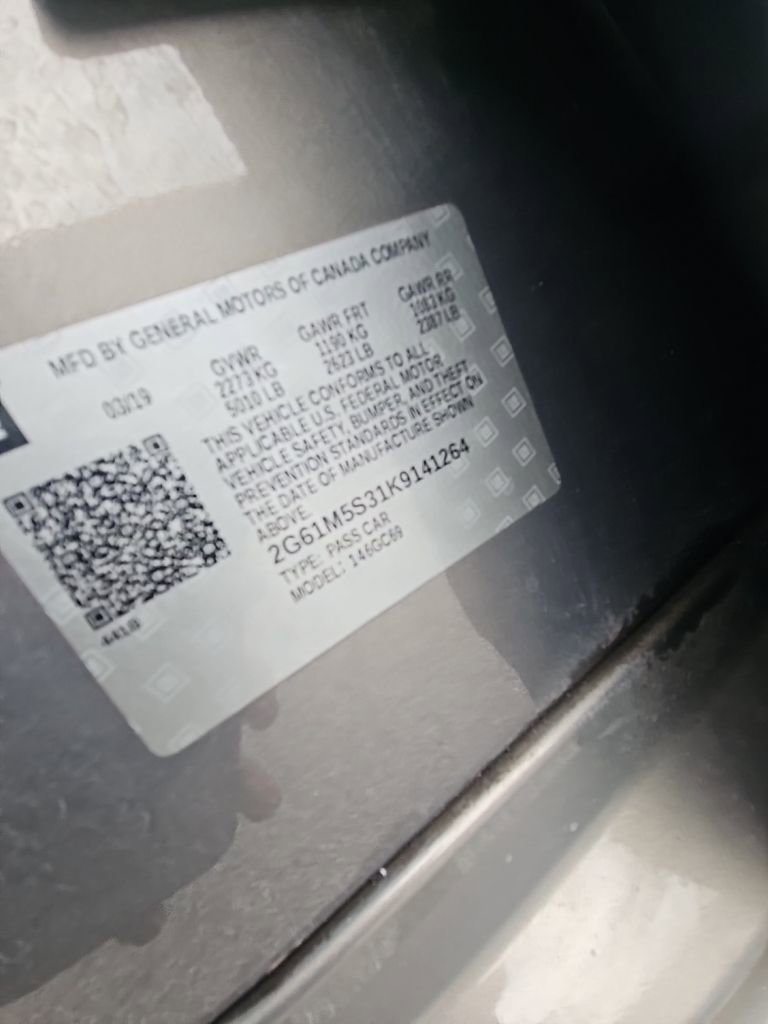 MFD BY GENERAL MOTORS OF CANADA COMPANY
03/19 GVWR GAWR FRT GAWR RR
2273 KG 1190 KG 1083 KG
5010 LB 2623 LB 2387 LB
THIS VEHICLE CONFORMS TO ALL
APPLICABLE U.S. FEDERAL MOTOR
VEHICLE SAFETY, BUMPER, AND THEFT
PREVENTION STANDARDS IN EFFECT ON
THE DATE OF MANUFACTURE SHOWN
ABOVE.
2G61M5S31K9141264
TYPE: PASS CAR
MODEL: 146GC69